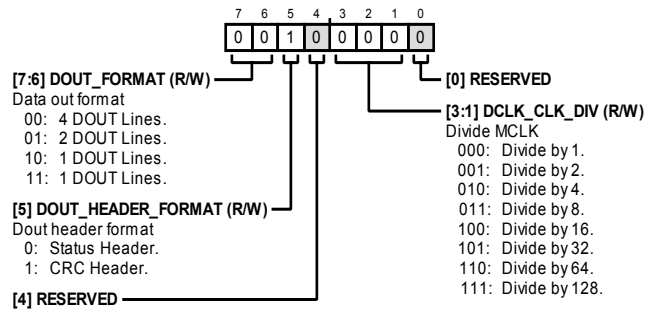 7 6 5 4 3 2 1 0
0 0 1 0 0 0 0 0
[7:6] DOUT_FORMAT (R/W)
Data out format
00: 4 DOUT Lines.
01: 2 DOUT Lines.
10: 1 DOUT Lines.
11: 1 DOUT Lines.
[5] DOUT_HEADER_FORMAT (R/W)
Dout header format
0: Status Header.
1: CRC Header.
[4] RESERVED
[0] RESERVED
[3:1] DCLK_CLK_DIV (R/W)
Divide MCLK
000: Divide by 1.
001: Divide by 2.
010: Divide by 4.
011: Divide by 8.
100: Divide by 16.
101: Divide by 32.
110: Divide by 64.
111: Divide by 128.